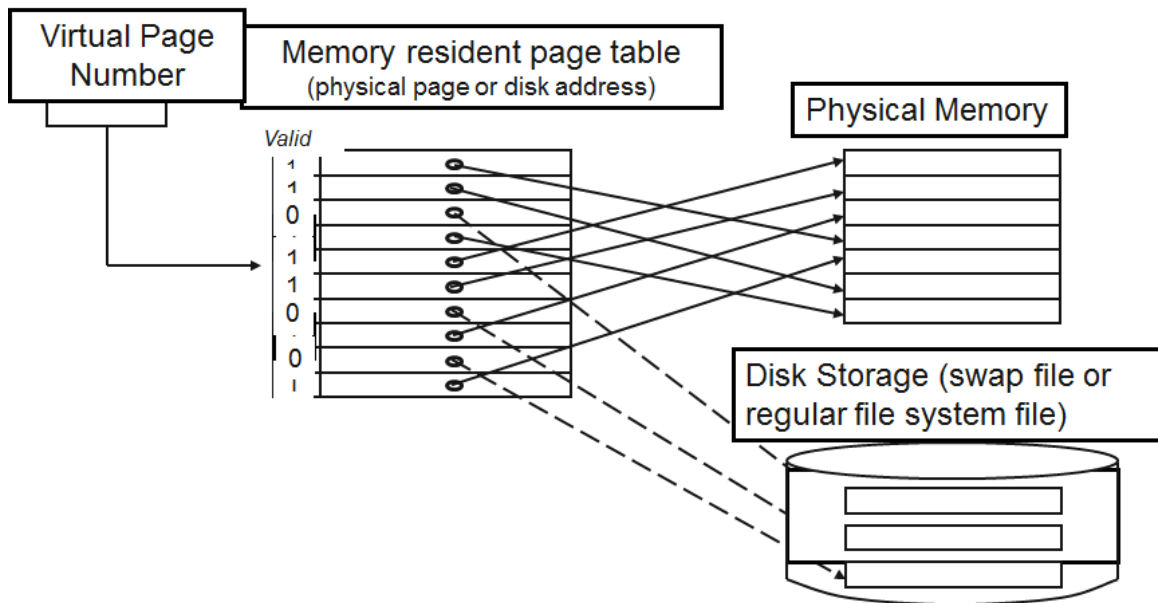 Virtual Page
Number
Memory resident page table
(physical page or disk address)
Physical Memory
Valid
1
1
0
1
1
0
0
Disk Storage (swap file or
regular file system file)